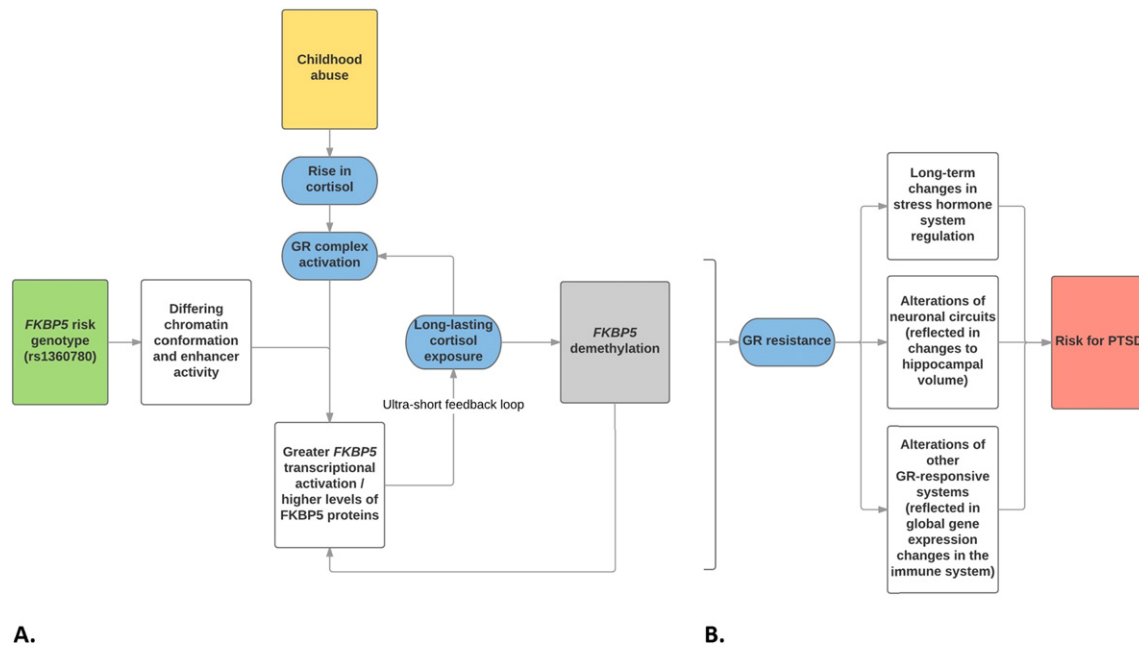 Childhood
abuse
Rise in
cortisol
GR complex
activation
FKBP5 risk
genotype
(rs1360780)
Differing
chromatin
conformation
and enhancer
activity
Long-lasting
cortisol
exposure
FKBP5
demethylation
Ultra-short feedback loop
Greater FKBP5
transcriptional
activation /
higher levels of
FKBP5 proteins
GR resistance
Long-term
changes in
stress hormone
system
regulation
Alterations of
neuronal circuits
(reflected in
changes to
hippocampal
volume)
Alterations of
other
GR-responsive
systems
(reflected in
global gene
expression
changes in the
immune system)
Risk for PTSD
A.
B.